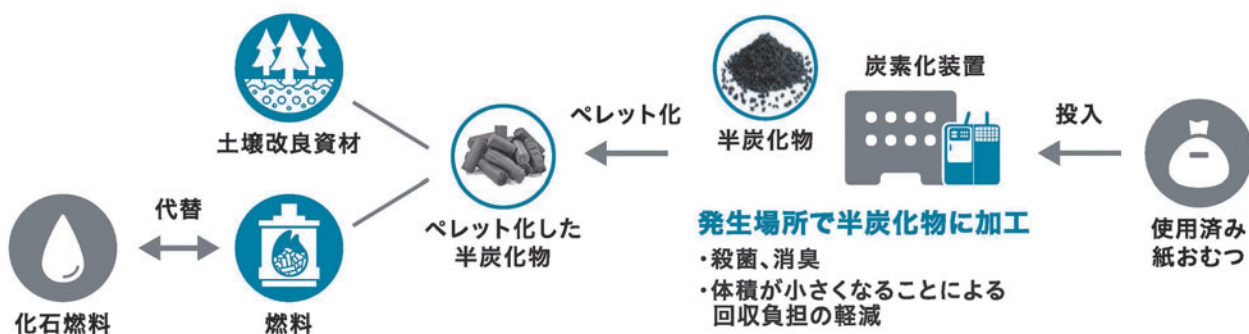 土壌改良資材
化石燃料
代替
燃料
ペレット化した
半炭化物
ペレット化
半炭化物
炭素化装置
発生場所で半炭化物に加工
・殺菌、消臭
・体積が小さくなることによる
回収負担の軽減
投入
使用済み
紙おむつ